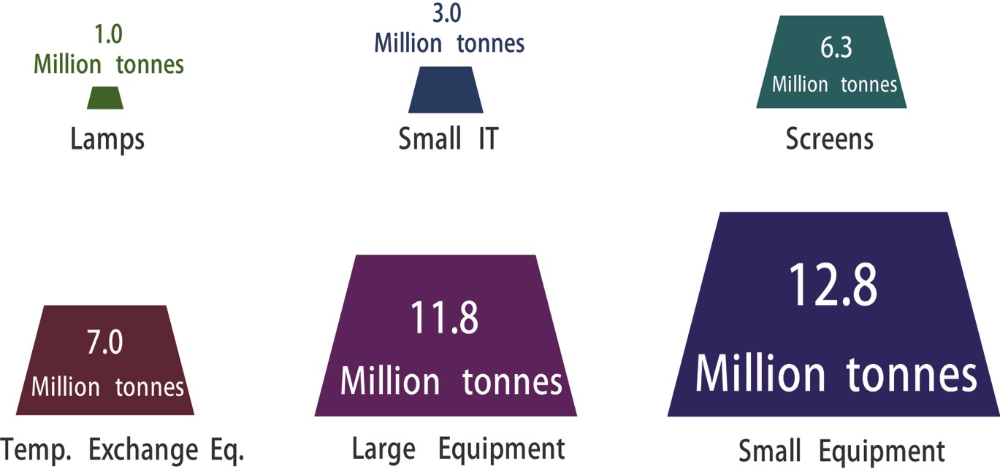 1.0
Million tonnes
Lamps
3.0
Million tonnes
Small IT
6.3
Million tonnes
Screens
7.0
Million tonnes
Temp. Exchange Eq.
11.8
Million tonnes
Large Equipment
12.8
Million tonnes
Small Equipment